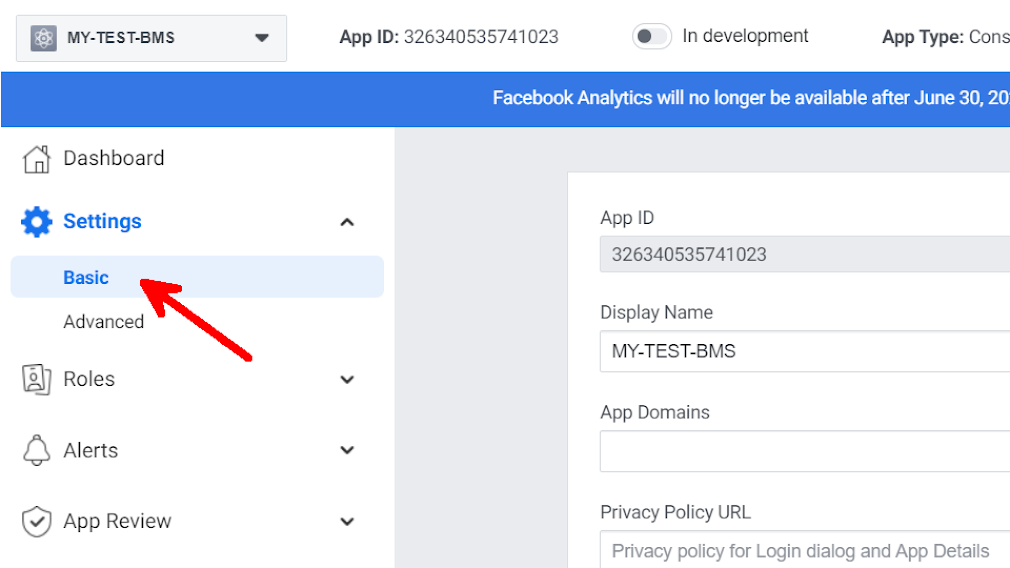 MY-TEST-BMS App ID: 326340535741023 In development App Type: Cons
Facebook Analytics will no longer be available after June 30, 20
Dashboard
Settings
Basic
Advanced
Roles
Alerts
App Review
App ID
326340535741023
Display Name
MY-TEST-BMS
App Domains
Privacy Policy URL
Privacy policy for Login dialog and App Details